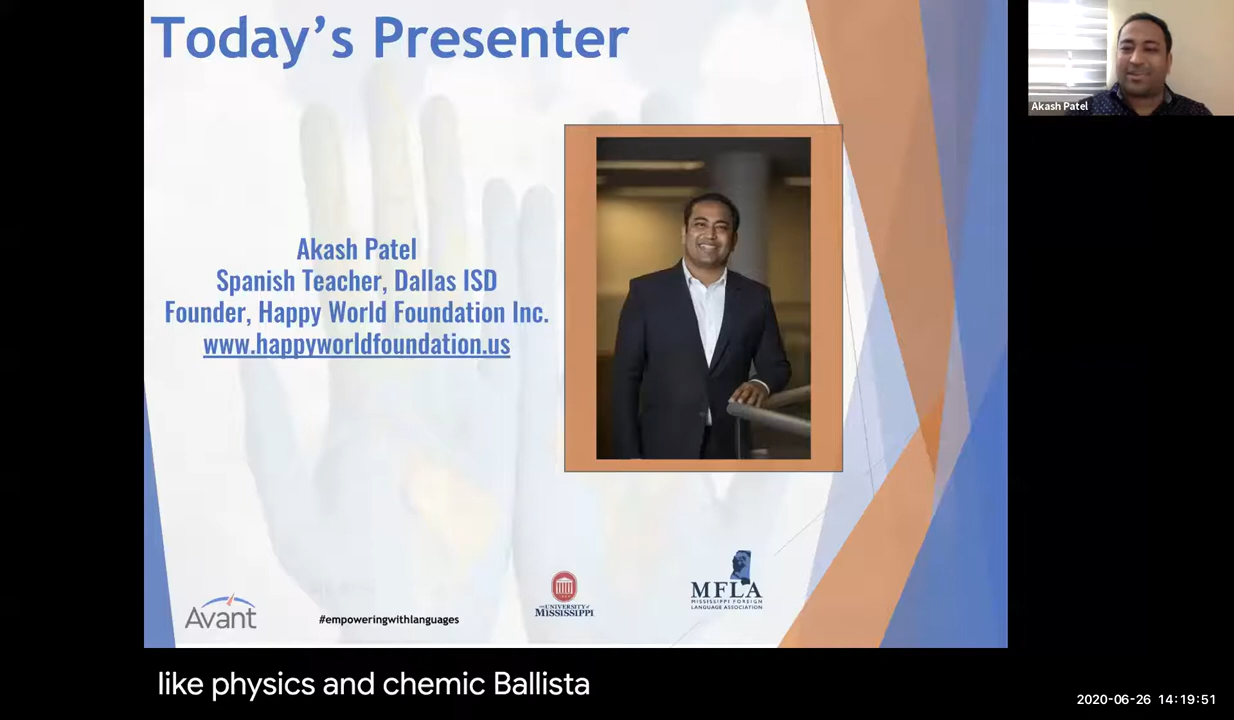 Today's Presenter
Akash Patel
Akash Patel
Spanish Teacher, Dallas ISD
Founder, Happy World Foundation Inc.
www.happyworldfoundation.us
Avant
#empoweringwithlanguages
THE UNIVERSITY of
MISSISSIPPI
MFLA
MISSISSIPPI FOREIGN
LANGUAGE ASSOCIATION
like physics and chemic Ballista
2020-06-26 14:19:51